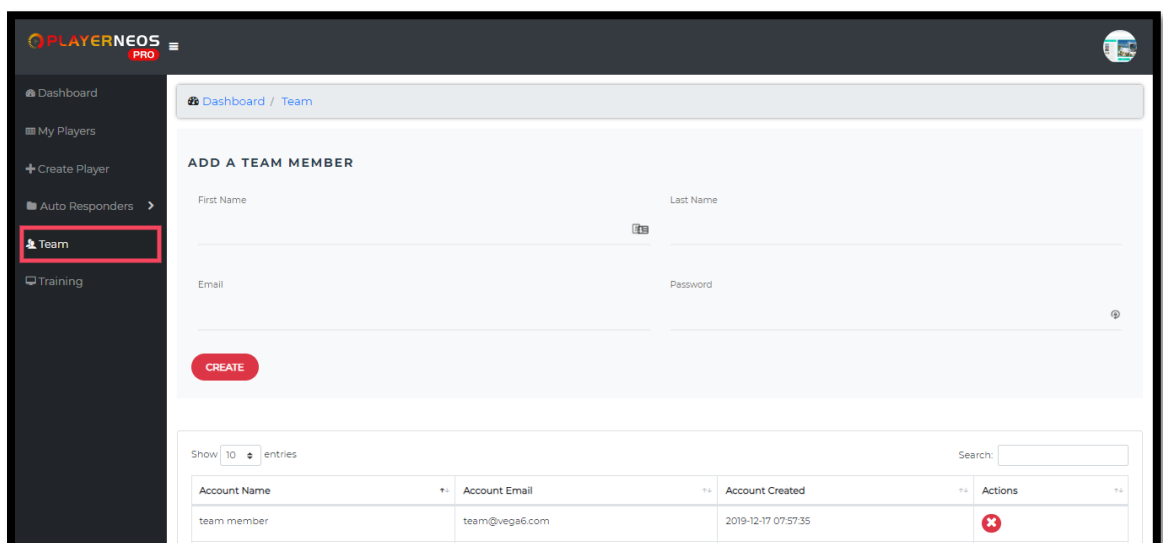 PLAYERNEOS
PRO
Dashboard
My Players
Create Player
Auto Responders
Team
Training
Dashboard / Team
ADD A TEAM MEMBER
First Name
Last Name
Email
Password
CREATE
Show 10 entries
Search:
Account Name Account Email Account Created Actions
team member team@vega6.com 2019-12-17 07:57:35